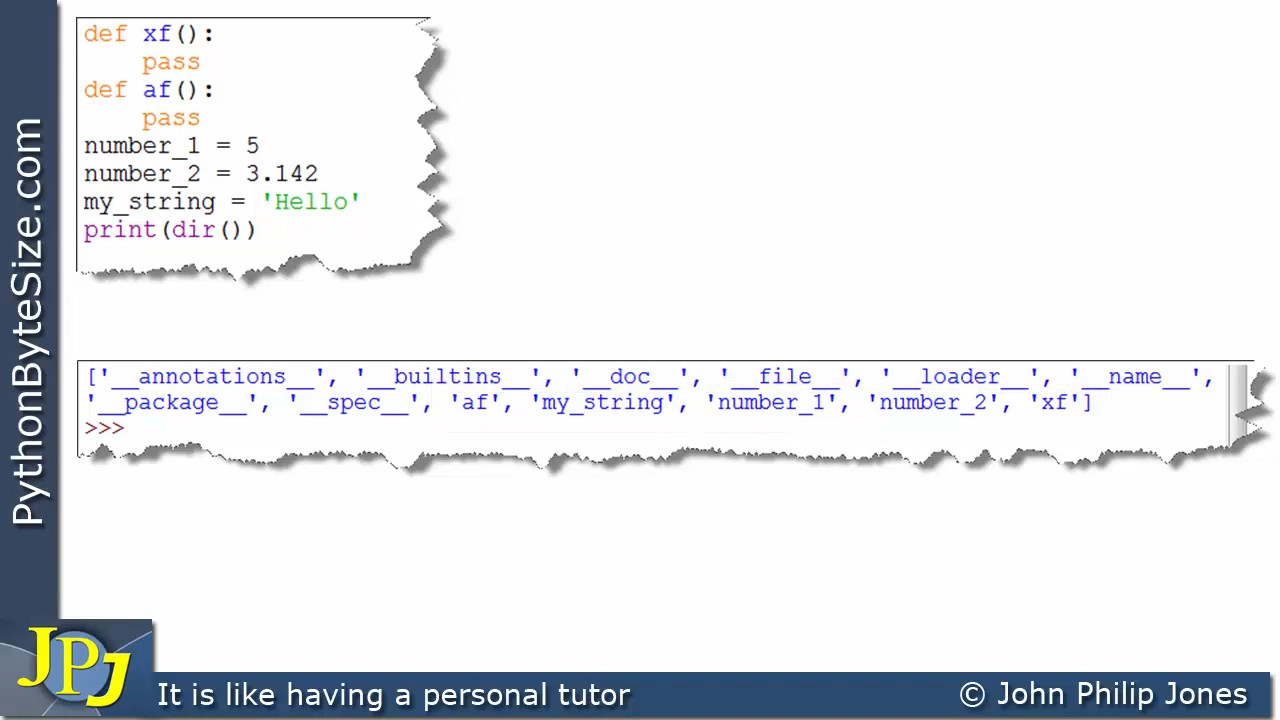 def xf():
    pass
def af():
    pass
number_1 = 5
number_2 = 3.142
my_string = 'Hello'
print(dir())
['__annotations__', '__builtins__', '__doc__', '__file__', '__loader__', '__name__',
'__package__', '__spec__', 'af', 'my_string', 'number_1', 'number_2', 'xf']
>>>
PythonByteSize.com
JPJ
It is like having a personal tutor
© John Philip Jones